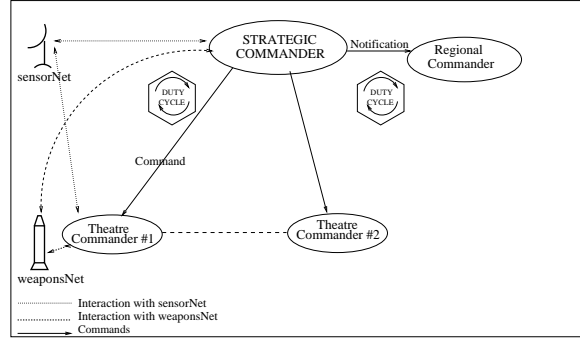 STRATEGIC
COMMANDER
Notification
Regional
Commander
sensorNet
DUTY
CYCLE
DUTY
CYCLE
Command
Theatre
Commander #1
Theatre
Commander #2
weaponsNet
Interaction with sensorNet
Interaction with weaponsNet
Commands